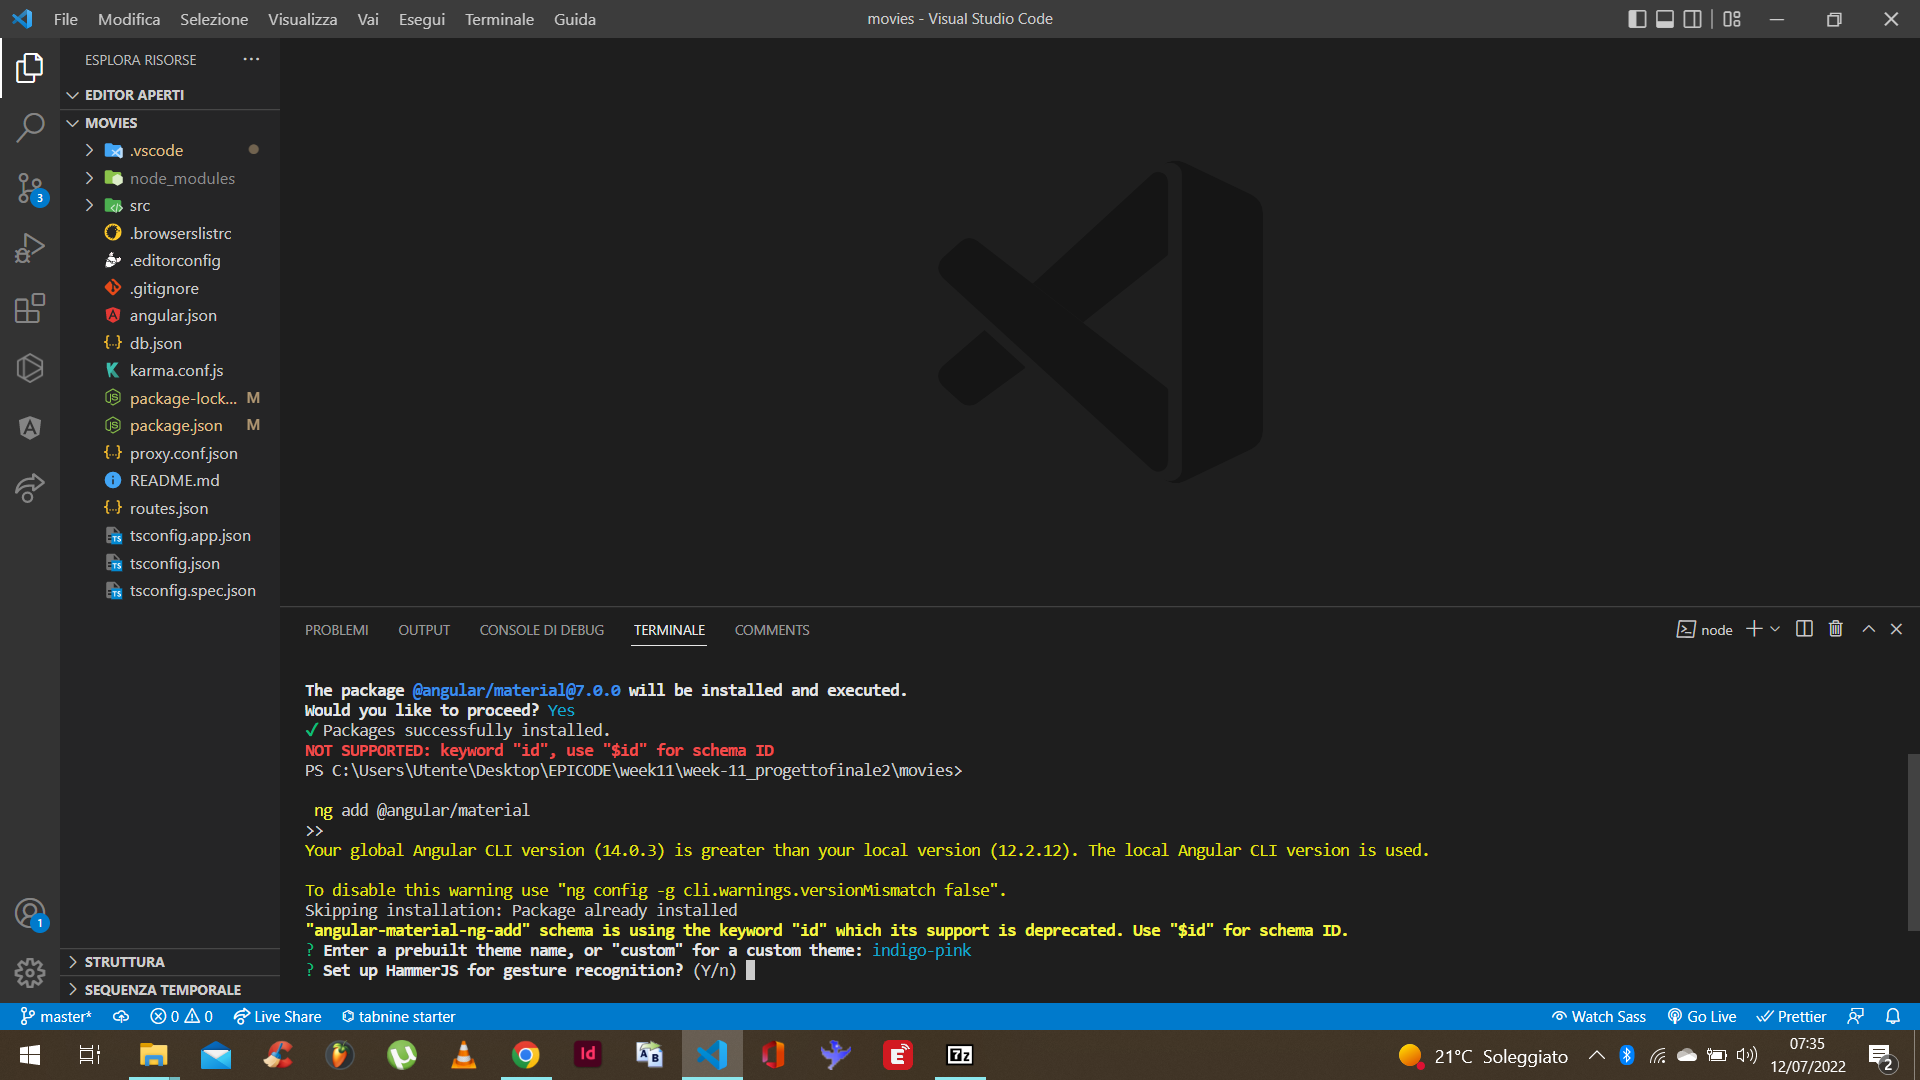 File Modifica Selezione Visualizza Vai Esegui Terminale Guida
movies - Visual Studio Code
ESPLORA RISORSE
EDITOR APERTI
MOVIES
.vscode
node_modules
src
.browserslistrc
.editorconfig
.gitignore
angular.json
db.json
karma.conf.js
package-lock... M
package.json M
proxy.conf.json
README.md
routes.json
tsconfig.app.json
tsconfig.json
tsconfig.spec.json
3
1
STRUTTURA
SEQUENZA TEMPORALE
PROBLEMI OUTPUT CONSOLE DI DEBUG TERMINALE COMMENTS
node
The package @angular/material@7.0.0 will be installed and executed.
Would you like to proceed? Yes
✓ Packages successfully installed.
NOT SUPPORTED: keyword "id", use "$id" for schema ID
PS C:\Users\Utente\Desktop\EPICODE\week11\week-11_progettofinale2\movies>
ng add @angular/material
>>
Your global Angular CLI version (14.0.3) is greater than your local version (12.2.12). The local Angular CLI version is used.
To disable this warning use "ng config -g cli.warnings.versionMismatch false".
Skipping installation: Package already installed
"angular-material-ng-add" schema is using the keyword "id" which its support is deprecated. Use "$id" for schema ID.
? Enter a prebuilt theme name, or "custom" for a custom theme: indigo-pink
? Set up HammerJS for gesture recognition? (Y/n)
master* 0 0 Live Share tabnine starter
Watch Sass Go Live Prettier
Id
A B
E
7z
21°C Soleggiato
07:35
12/07/2022
2